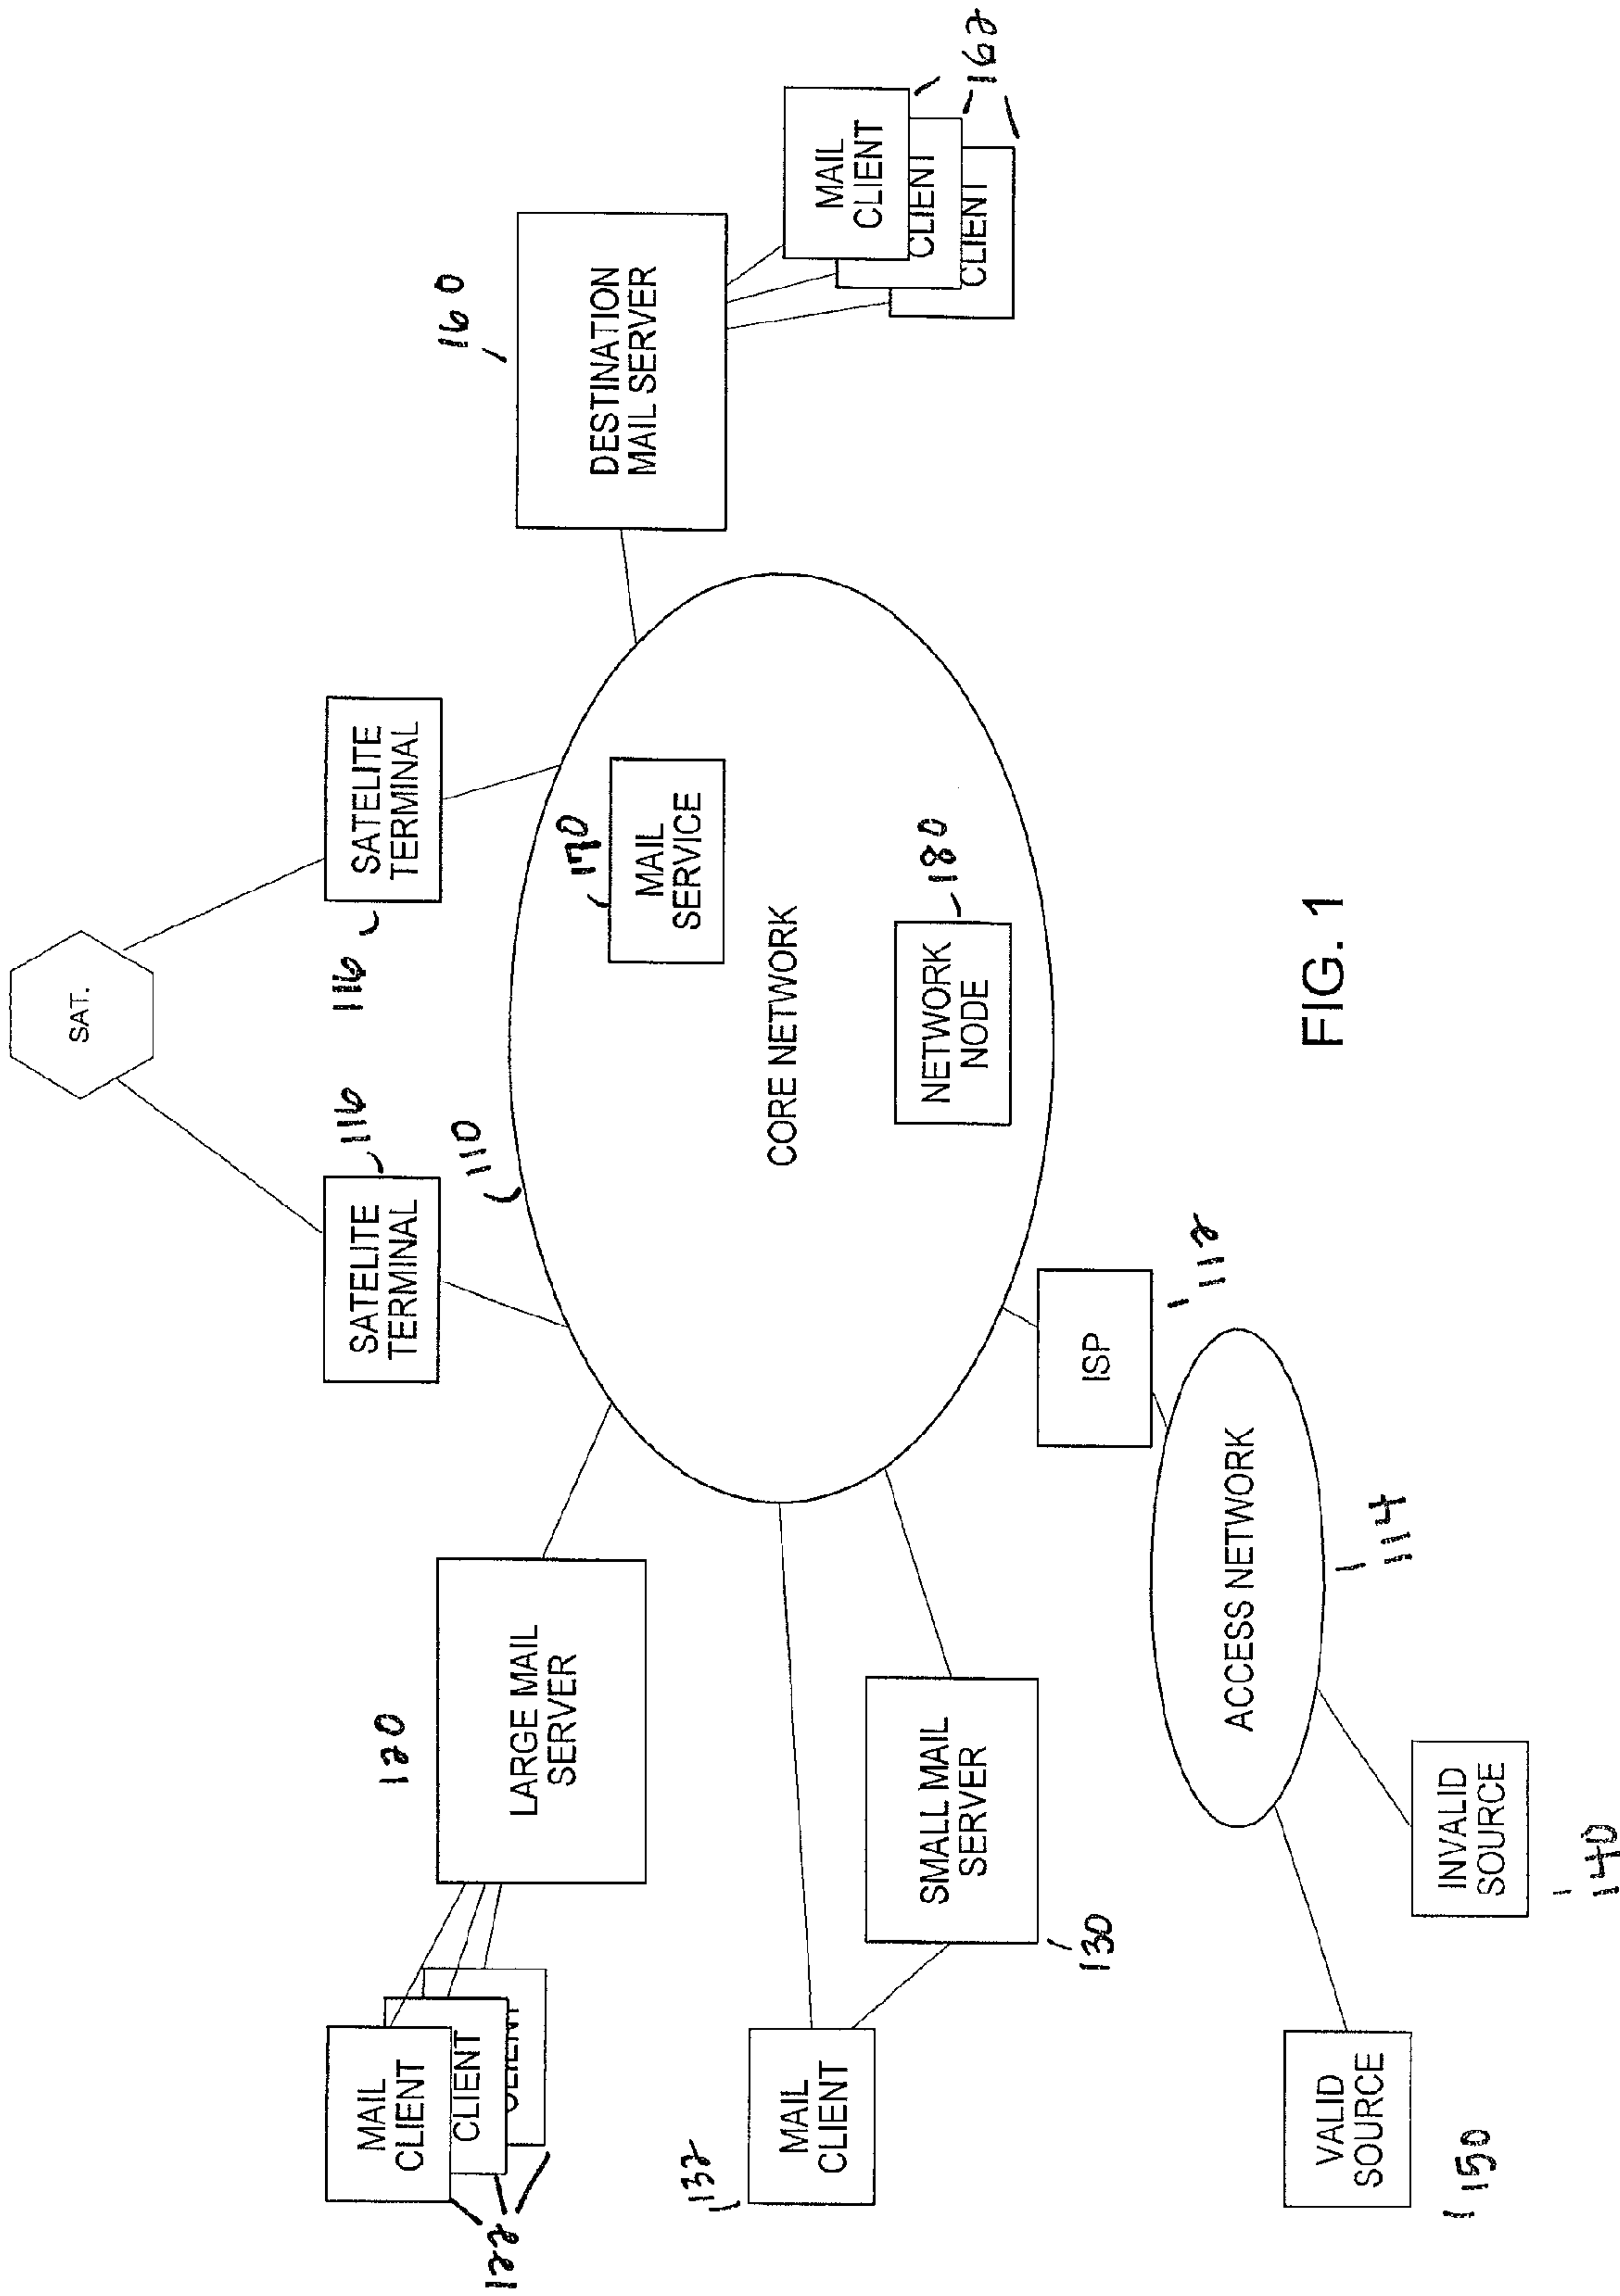 SAT.
116
116
SATELITE
TERMINAL
SATELITE
TERMINAL
122
MAIL
CLIENT
CLIENT
CLIENT
120
LARGE MAIL
SERVER
110
170
MAIL
SERVICE
160
DESTINATION
MAIL SERVER
132
MAIL
CLIENT
CORE NETWORK
MAIL
CLIENT
CLIENT
CLIENT
162
SMALL MAIL
SERVER
130
180
NETWORK
NODE
ISP
112
VALID
SOURCE
150
ACCESS NETWORK
114
INVALID
SOURCE
140
FIG. 1